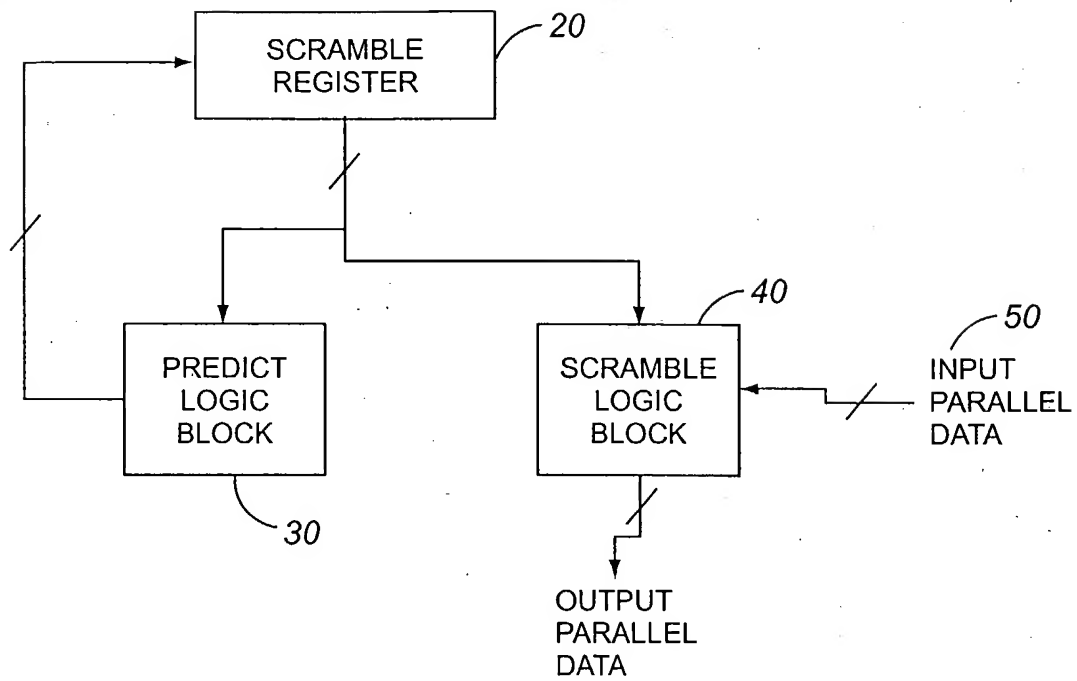 20
SCRAMBLE
REGISTER
40
50
PREDICT
LOGIC
BLOCK
SCRAMBLE
LOGIC
BLOCK
INPUT
PARALLEL
DATA
30
OUTPUT
PARALLEL
DATA